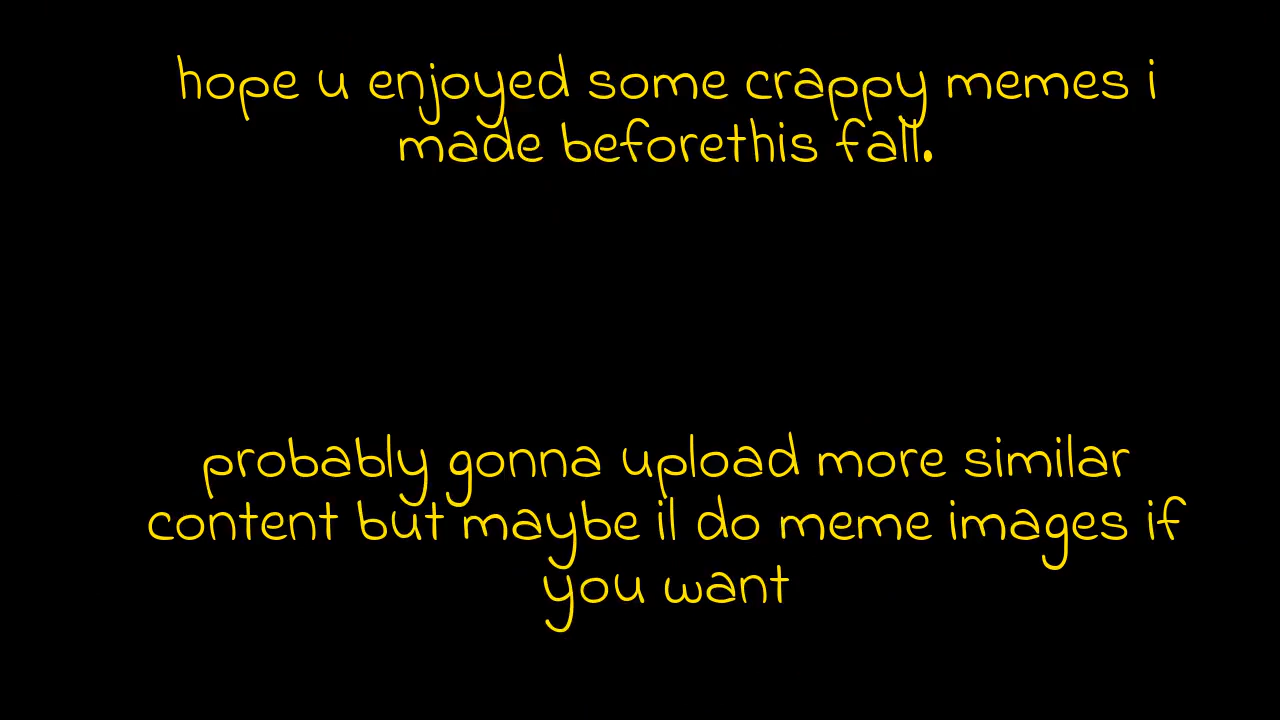 hope u enjoyed some crappy memes i
made beforethis fall.
probably gonna upload more similar
content but maybe il do meme images if
you want